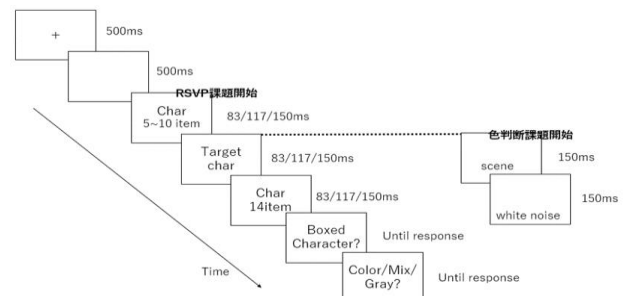 +
500ms
500ms
RSVP課題開始
Char
5~10 item
83/117/150ms
Target
char
83/117/150ms
Char
14item
83/117/150ms
Boxed
Character?
Until response
Color/Mix/
Gray?
Until response
Time
色判断課題開始
scene
150ms
white noise
150ms